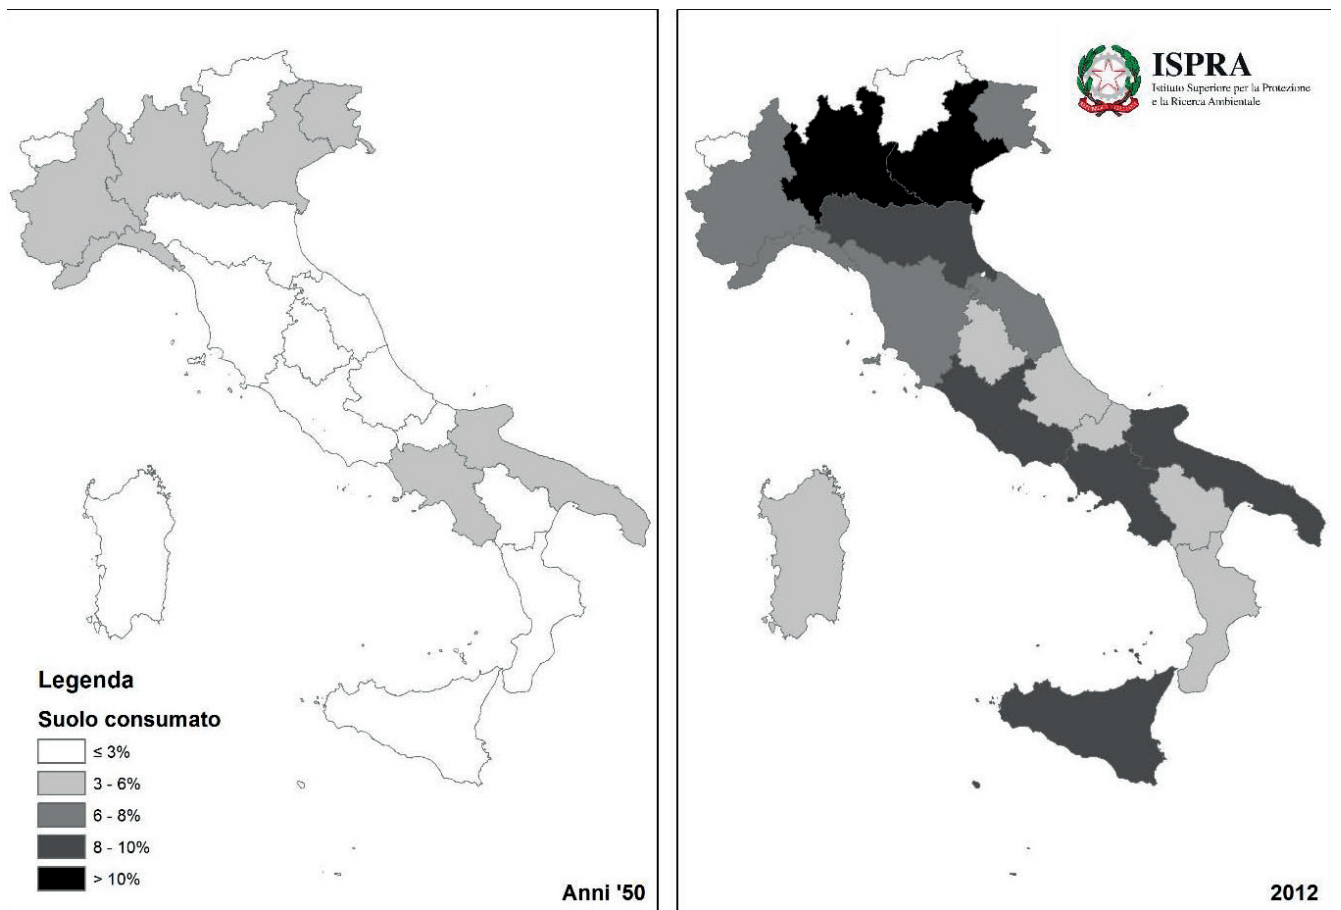 ISPRA
Istituto Superiore per la Protezione
e la Ricerca Ambientale
Legenda
Suolo consumato
≤ 3%
3 - 6%
6 - 8%
8 - 10%
> 10%
Anni '50
2012